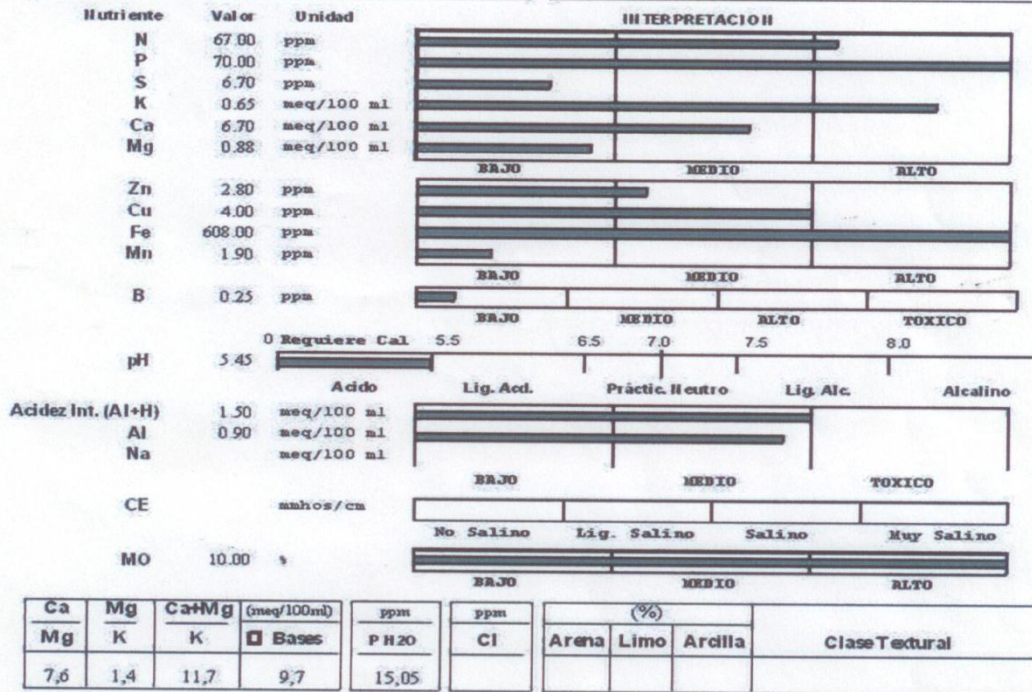 Nutriente Valor Unidad INTERPRETACION
N 67.00 ppm
P 70.00 ppm
S 6.70 ppm
K 0.65 meq/100 ml
Ca 6.70 meq/100 ml
Mg 0.88 meq/100 ml
BAJO MEDIO ALTO
Zn 2.80 ppm
Cu 4.00 ppm
Fe 608.00 ppm
Mn 1.90 ppm
BAJO MEDIO ALTO
B 0.25 ppm
BAJO MEDIO ALTO TOXICO
0 Requiere Cal 5.5 6.5 7.0 7.5 8.0
pH 5.45
Acido Lig. Acd. Práctic. Neutro Lig. Alc. Alcalino
Acidez Int. (Al+H) 1.50 meq/100 ml
Al 0.90 meq/100 ml
Na meq/100 ml
BAJO MEDIO TOXICO
CE mmhos/cm
No Salino Lig. Salino Salino Muy Salino
MO 10.00 %
BAJO MEDIO ALTO
Ca Mg Ca+Mg (meq/100ml) ppm ppm (%)
Mg K K Bases P H2O Cl Arena Limo Arcilla Clase Textural
7,6 1,4 11,7 9,7 15,05